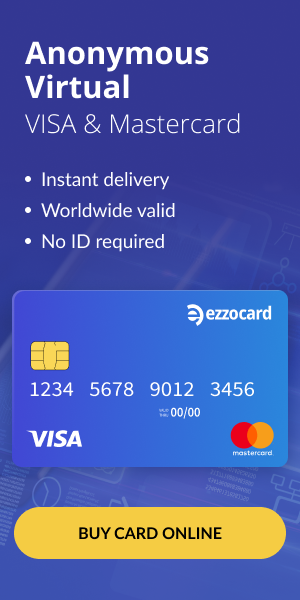 Anonymous
Virtual
VISA & Mastercard
Instant delivery
Worldwide valid
No ID required
ezzocard
1234 5678 9012 3456
VALID THRU 00/00
VISA
mastercard
BUY CARD ONLINE